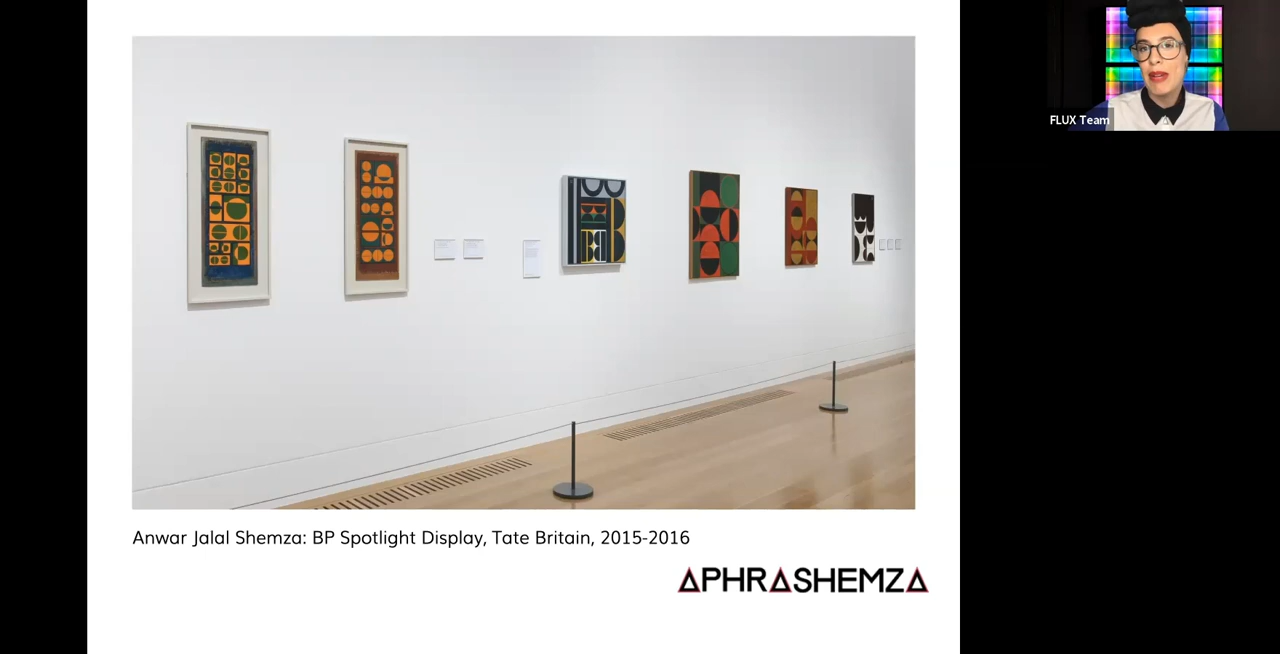 FLUX Team
Anwar Jalal Shemza: BP Spotlight Display, Tate Britain, 2015-2016
APHRASHEMZA